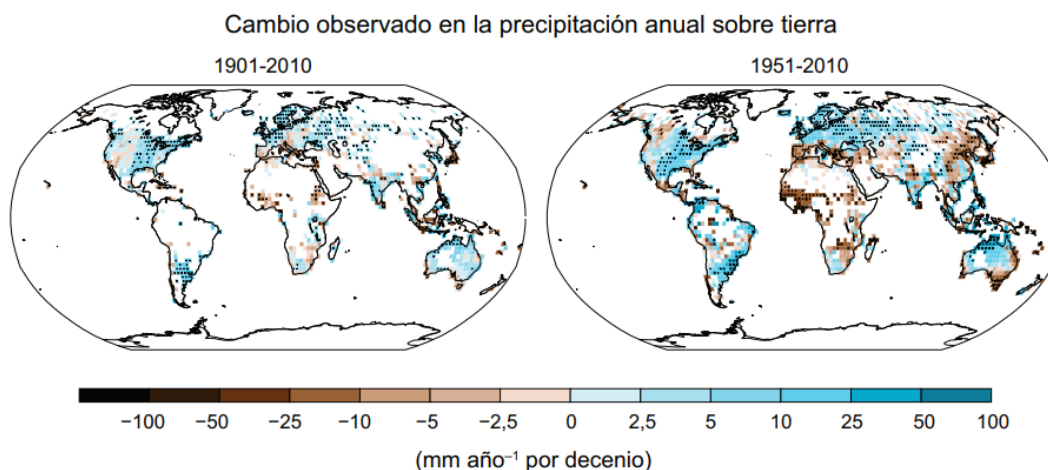 Cambio observado en la precipitación anual sobre tierra
1901-2010
1951-2010
−100 −50 −25 −10 −5 −2,5 0 2,5 5 10 25 50 100
(mm año⁻¹ por decenio)